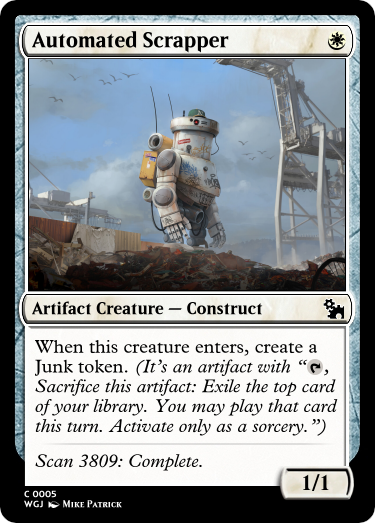 Automated Scrapper
Artifact Creature — Construct
When this creature enters, create a
Junk token. (It's an artifact with “,
Sacrifice this artifact: Exile the top card
of your library. You may play that card
this turn. Activate only as a sorcery.”)
Scan 3809: Complete.
1/1
C 0005
WGJ Mike Patrick